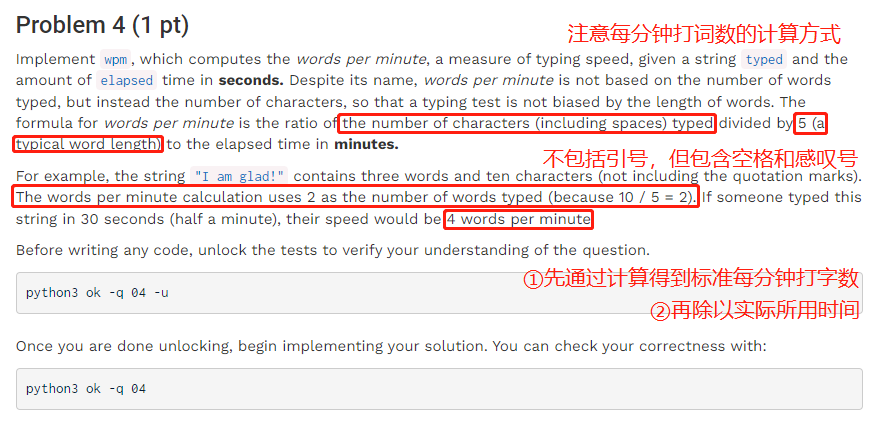 Problem 4 (1 pt)
注意每分钟打词数的计算方式
Implement wpm, which computes the words per minute, a measure of typing speed, given a string typed and the
amount of elapsed time in seconds. Despite its name, words per minute is not based on the number of words
typed, but instead the number of characters, so that a typing test is not biased by the length of words. The
formula for words per minute is the ratio of the number of characters (including spaces) typed divided by 5 (a
typical word length) to the elapsed time in minutes.
不包括引号，但包含空格和感叹号
For example, the string "I am glad!" contains three words and ten characters (not including the quotation marks).
The words per minute calculation uses 2 as the number of words typed (because 10 / 5 = 2). If someone typed this
string in 30 seconds (half a minute), their speed would be 4 words per minute
Before writing any code, unlock the tests to verify your understanding of the question.
①先通过计算得到标准每分钟打字数
python3 ok -q 04 -u
②再除以实际所用时间
Once you are done unlocking, begin implementing your solution. You can check your correctness with:
python3 ok -q 04